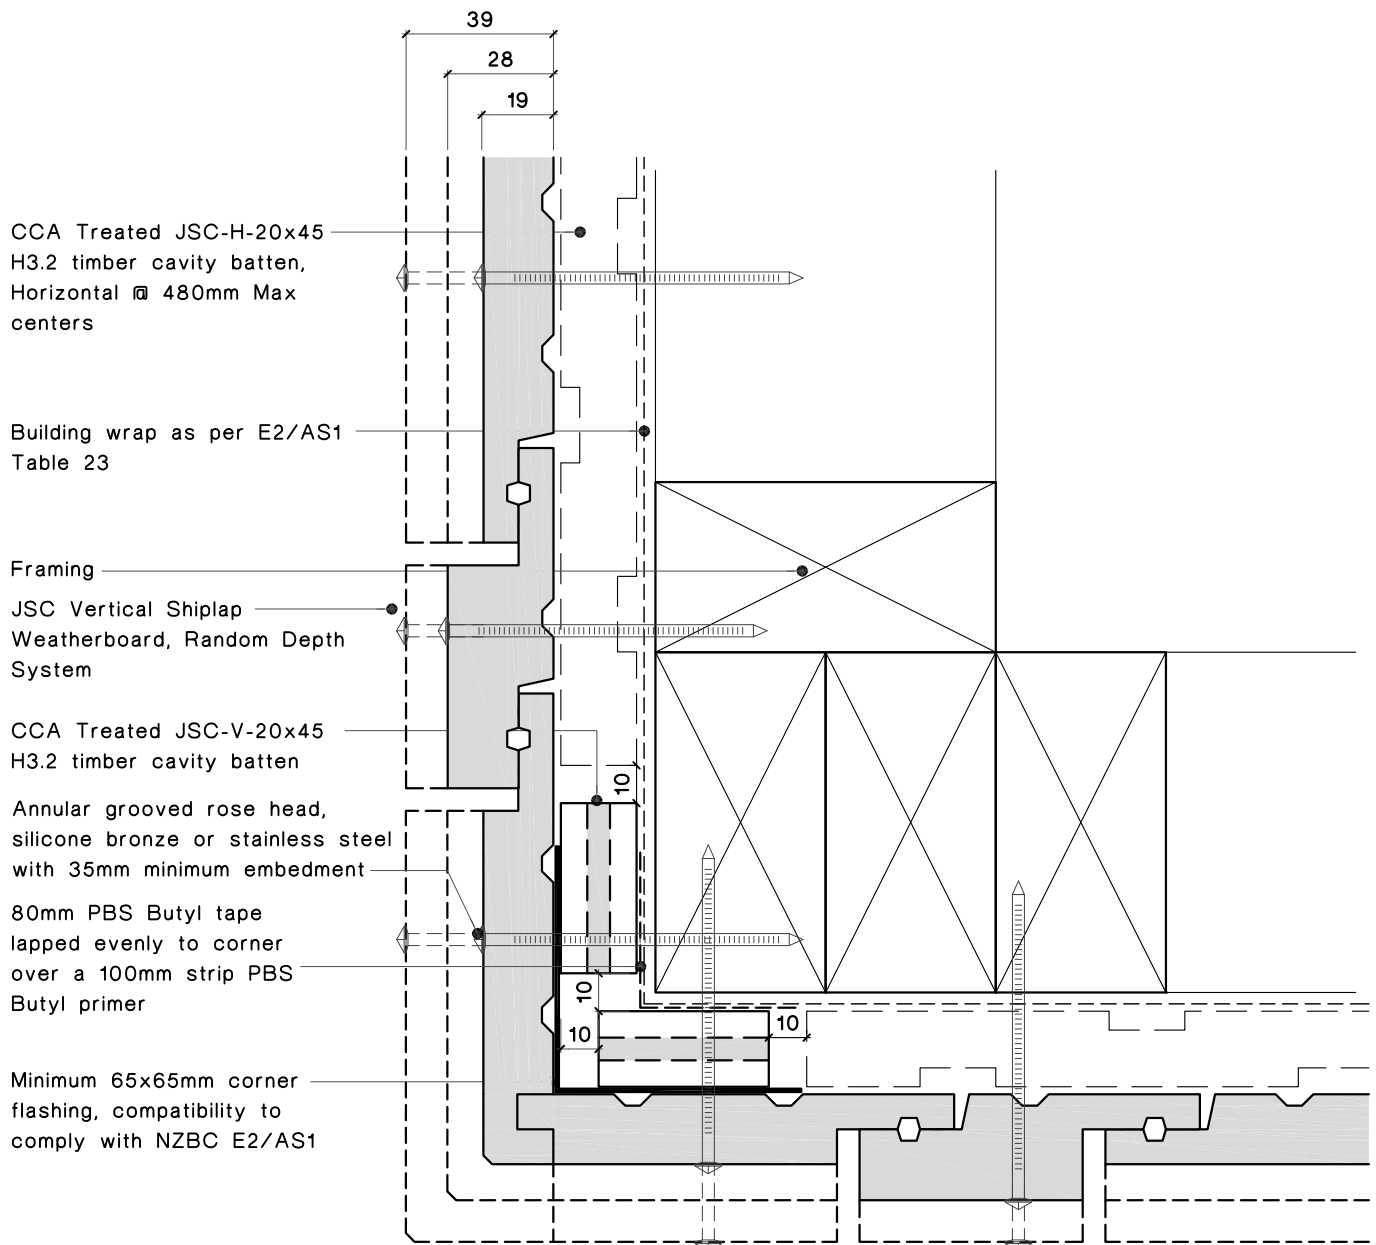 39
28
19
CCA Treated JSC-H-20x45
H3.2 timber cavity batten,
Horizontal @ 480mm Max
centers
Building wrap as per E2/AS1
Table 23
Framing
JSC Vertical Shiplap
Weatherboard, Random Depth
System
CCA Treated JSC-V-20x45
H3.2 timber cavity batten
10
Annular grooved rose head,
silicone bronze or stainless steel
with 35mm minimum embedment
80mm PBS Butyl tape
lapped evenly to corner
over a 100mm strip PBS
Butyl primer
10
10
10
Minimum 65x65mm corner
flashing, compatibility to
comply with NZBC E2/AS1